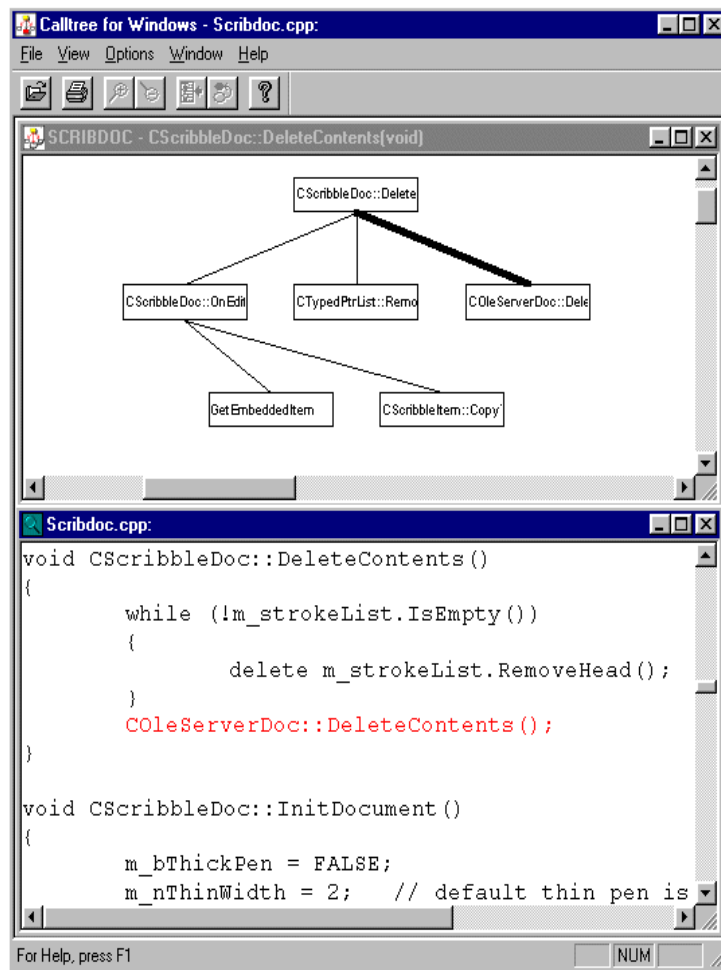 Calltree for Windows - Scribdoc.cpp:
File View Options Window Help
SCRIBDOC - CScribbleDoc::DeleteContents(void)
CScribbleDoc::Delete
CScribbleDoc::OnEdit
CTypedPtrList::Remo
COleServerDoc::Dele
GetEmbeddedItem
CScribbleItem::CopyT
Scribdoc.cpp:
void CScribbleDoc::DeleteContents()
{
while (!m_strokeList.IsEmpty())
{
delete m_strokeList.RemoveHead();
}
COleServerDoc::DeleteContents();
}
void CScribbleDoc::InitDocument()
{
m_bThickPen = FALSE;
m_nThinWidth = 2; // default thin pen is
For Help, press F1
NUM